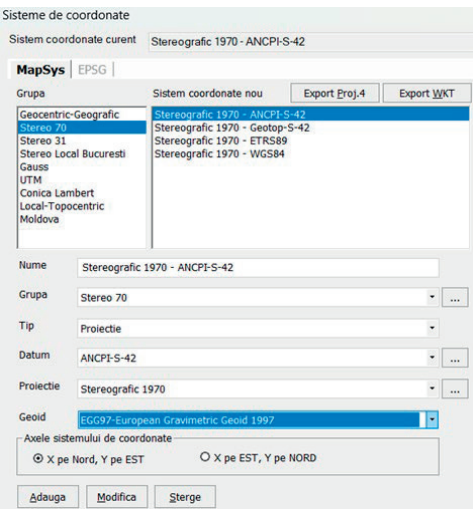 Sisteme de coordonate
Sistem coordonate curent Stereografic 1970 - ANCPI-S-42
MapSys EPSG
Grupa Sistem coordonate nou Export Proj.4 Export WKT
Geocentric-Geografic
Stereo 70
Stereo 31
Stereo Local Bucuresti
Gauss
UTM
Conica Lambert
Local-Topocentric
Moldova
Stereografic 1970 - ANCPI-S-42
Stereografic 1970 - Geotop-S-42
Stereografic 1970 - ETRS89
Stereografic 1970 - WGS84
Nume Stereografic 1970 - ANCPI-S-42
Grupa Stereo 70 ...
Tip Proiectie
Datum ANCPI-S-42 ...
Proiectie Stereografic 1970 ...
Geoid EGG97-European Gravimetric Geoid 1997
Axele sistemului de coordonate
X pe Nord, Y pe EST X pe EST, Y pe NORD
Adauga Modifica Sterge